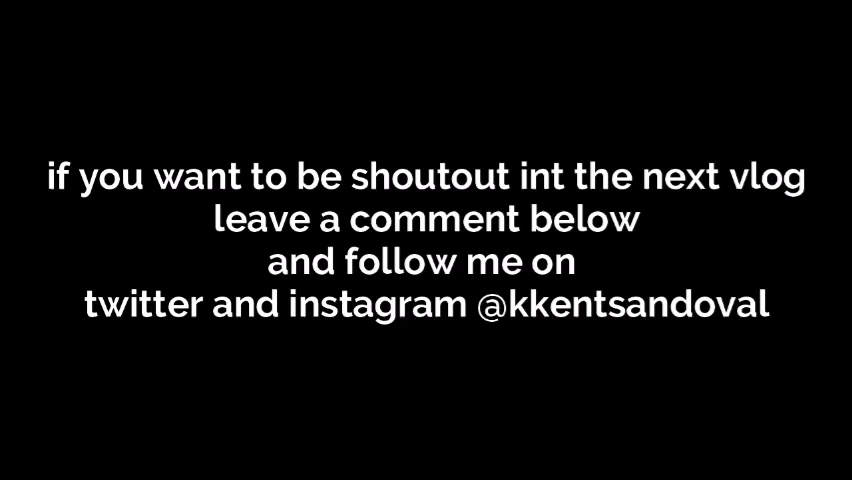 if you want to be shoutout int the next vlog
leave a comment below
and follow me on
twitter and instagram @kkentsandoval